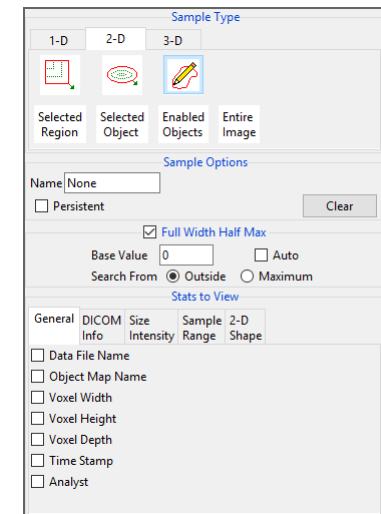 Sample Type
1-D 2-D 3-D
Selected Selected Enabled Entire
Region Object Objects Image
Sample Options
Name None
Persistent Clear
Full Width Half Max
Base Value 0 Auto
Search From Outside Maximum
Stats to View
General DICOM Size Sample 2-D
Info Intensity Range Shape
Data File Name
Object Map Name
Voxel Width
Voxel Height
Voxel Depth
Time Stamp
Analyst